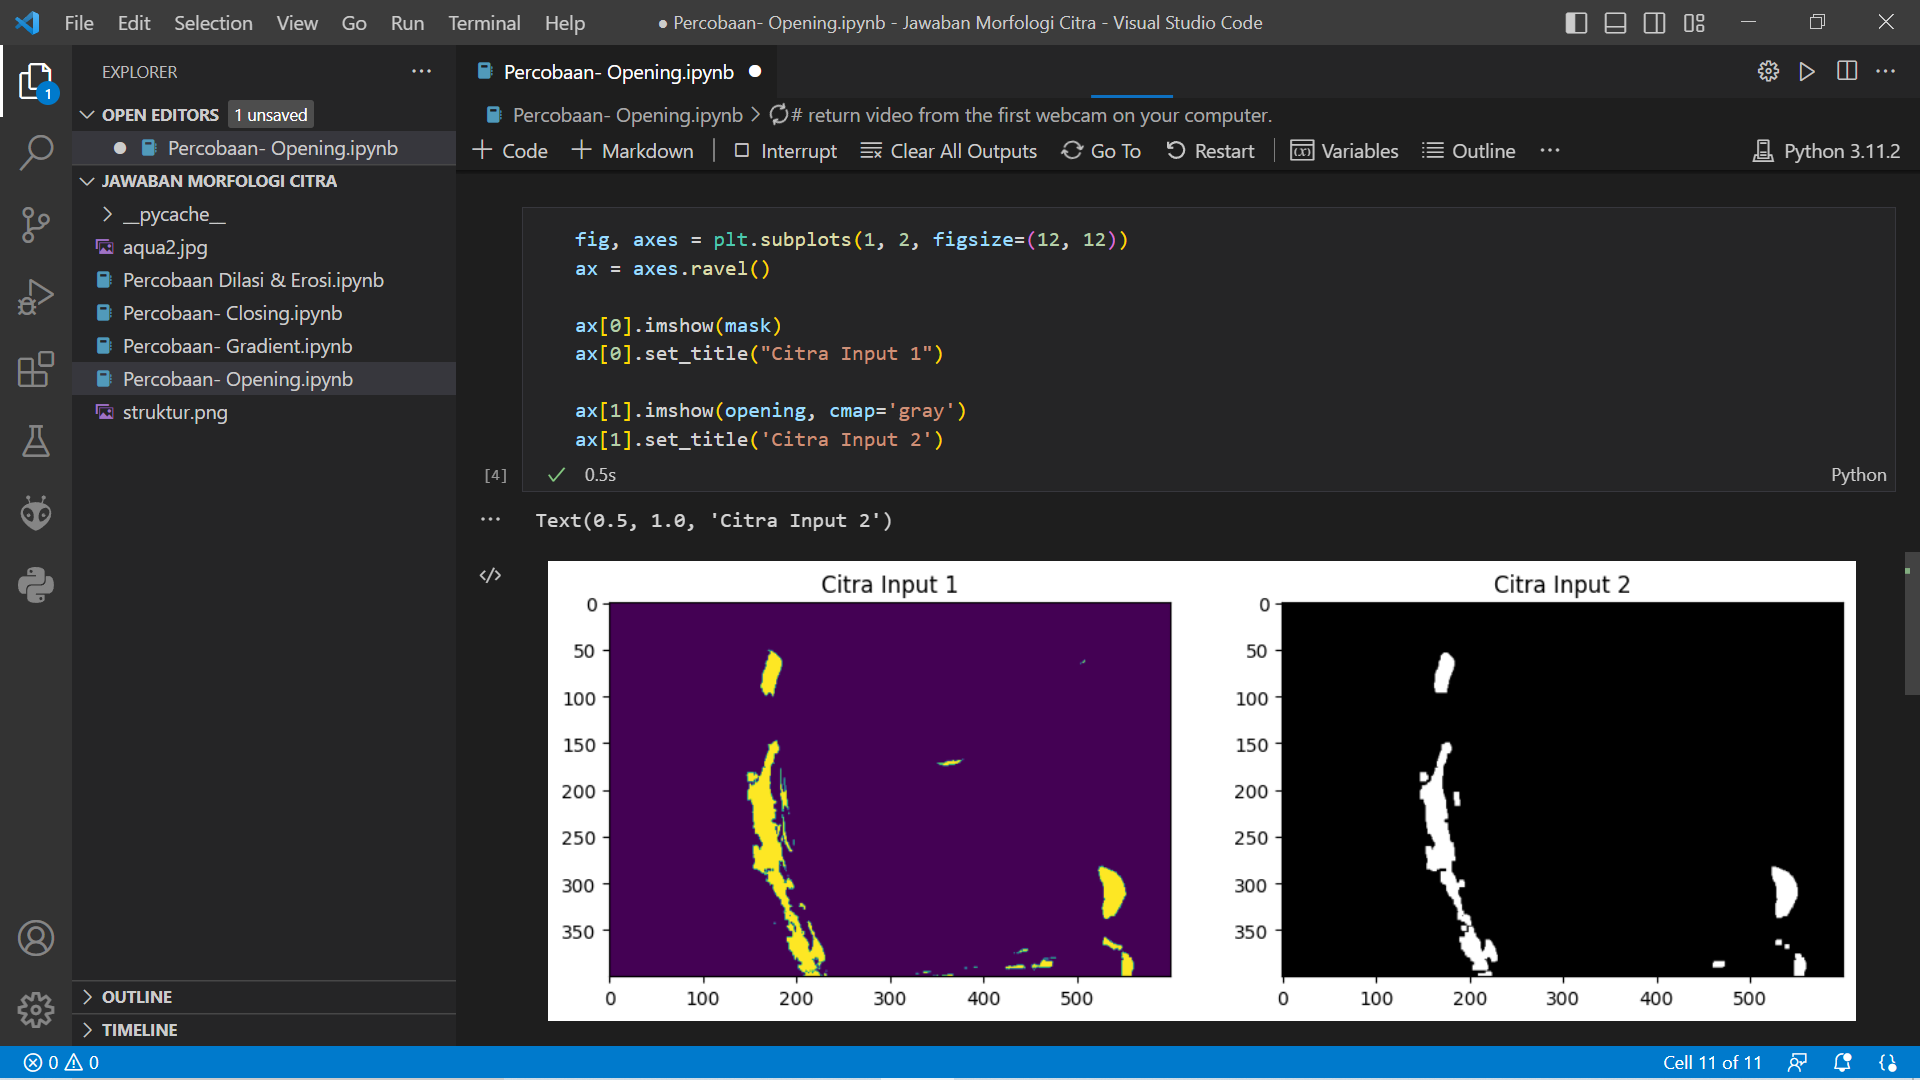 File Edit Selection View Go Run Terminal Help
● Percobaan- Opening.ipynb - Jawaban Morfologi Citra - Visual Studio Code
EXPLORER
OPEN EDITORS 1 unsaved
Percobaan- Opening.ipynb
JAWABAN MORFOLOGI CITRA
__pycache__
aqua2.jpg
Percobaan Dilasi & Erosi.ipynb
Percobaan- Closing.ipynb
Percobaan- Gradient.ipynb
Percobaan- Opening.ipynb
struktur.png
OUTLINE
TIMELINE
1
Percobaan- Opening.ipynb
Percobaan- Opening.ipynb > # return video from the first webcam on your computer.
+ Code + Markdown Interrupt Clear All Outputs Go To Restart Variables Outline ... Python 3.11.2
fig, axes = plt.subplots(1, 2, figsize=(12, 12))
ax = axes.ravel()
ax[0].imshow(mask)
ax[0].set_title("Citra Input 1")
ax[1].imshow(opening, cmap='gray')
ax[1].set_title('Citra Input 2')
[4] ✓ 0.5s Python
... Text(0.5, 1.0, 'Citra Input 2')
Citra Input 1
0
50
100
150
200
250
300
350
0 100 200 300 400 500
Citra Input 2
0
50
100
150
200
250
300
350
0 100 200 300 400 500
0 0
Cell 11 of 11